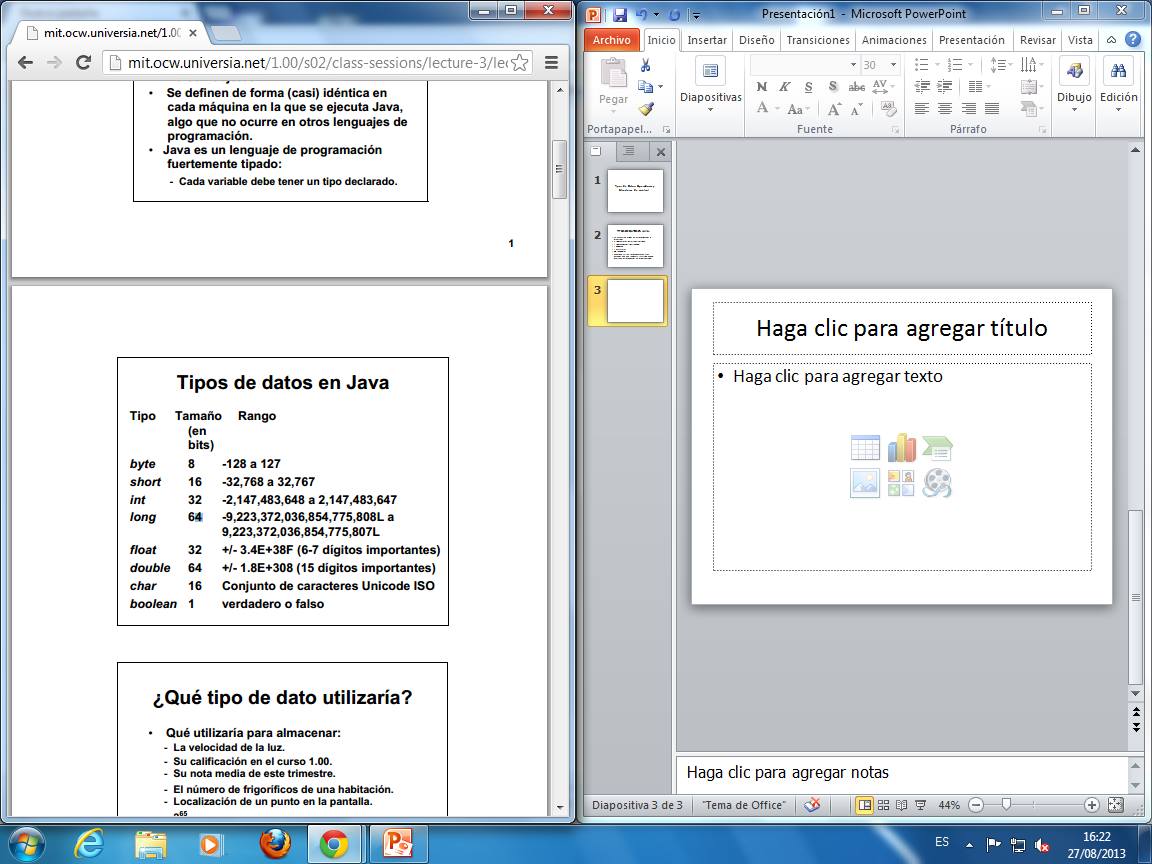 mit.ocw.universia.net/1.00
mit.ocw.universia.net/1.00/s02/class-sessions/lecture-3/le
• Se definen de forma (casi) idéntica en
cada máquina en la que se ejecuta Java,
algo que no ocurre en otros lenguajes de
programación.
• Java es un lenguaje de programación
fuertemente tipado:
- Cada variable debe tener un tipo declarado.
1
Tipos de datos en Java
Tipo Tamaño Rango
(en
bits)
byte 8 -128 a 127
short 16 -32,768 a 32,767
int 32 -2,147,483,648 a 2,147,483,647
long 64 -9,223,372,036,854,775,808L a
9,223,372,036,854,775,807L
float 32 +/- 3.4E+38F (6-7 dígitos importantes)
double 64 +/- 1.8E+308 (15 dígitos importantes)
char 16 Conjunto de caracteres Unicode ISO
boolean 1 verdadero o falso
¿Qué tipo de dato utilizaría?
• Qué utilizaría para almacenar:
- La velocidad de la luz.
- Su calificación en el curso 1.00.
- Su nota media de este trimestre.
- El número de frigoríficos de una habitación.
- Localización de un punto en la pantalla.
Presentación1 - Microsoft PowerPoint
Archivo Inicio Insertar Diseño Transiciones Animaciones Presentación Revisar Vista
Pegar
Portapapel...
Diapositivas
30
N K S S abc AV
A Aa A A
Fuente
Párrafo
Dibujo
Edición
1
2
3
Haga clic para agregar título
• Haga clic para agregar texto
Haga clic para agregar notas
Diapositiva 3 de 3 "Tema de Office" 44%
ES
16:22
27/08/2013